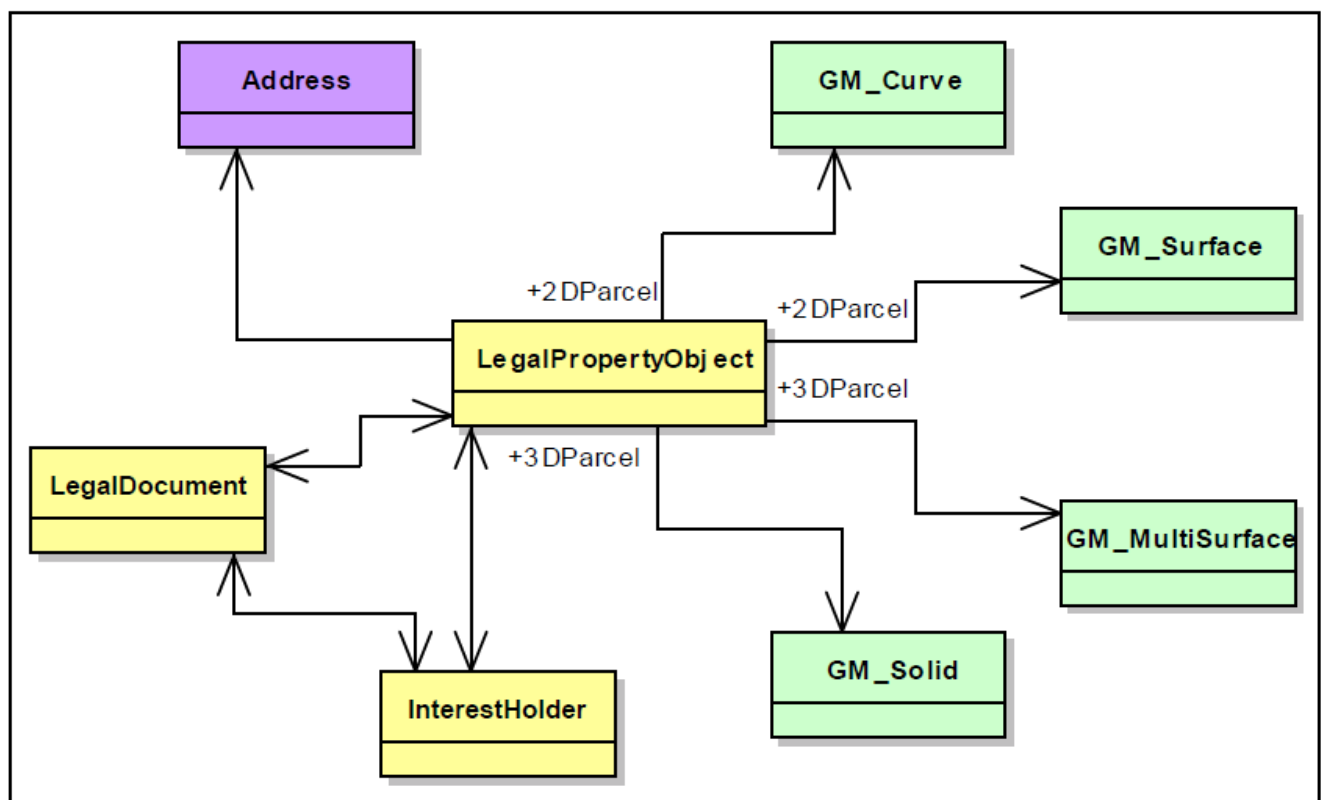 Address
GM_Curve
GM_Surface
+2DParcel
+2DParcel
LegalPropertyObject
+3DParcel
+3DParcel
LegalDocument
GM_MultiSurface
GM_Solid
InterestHolder